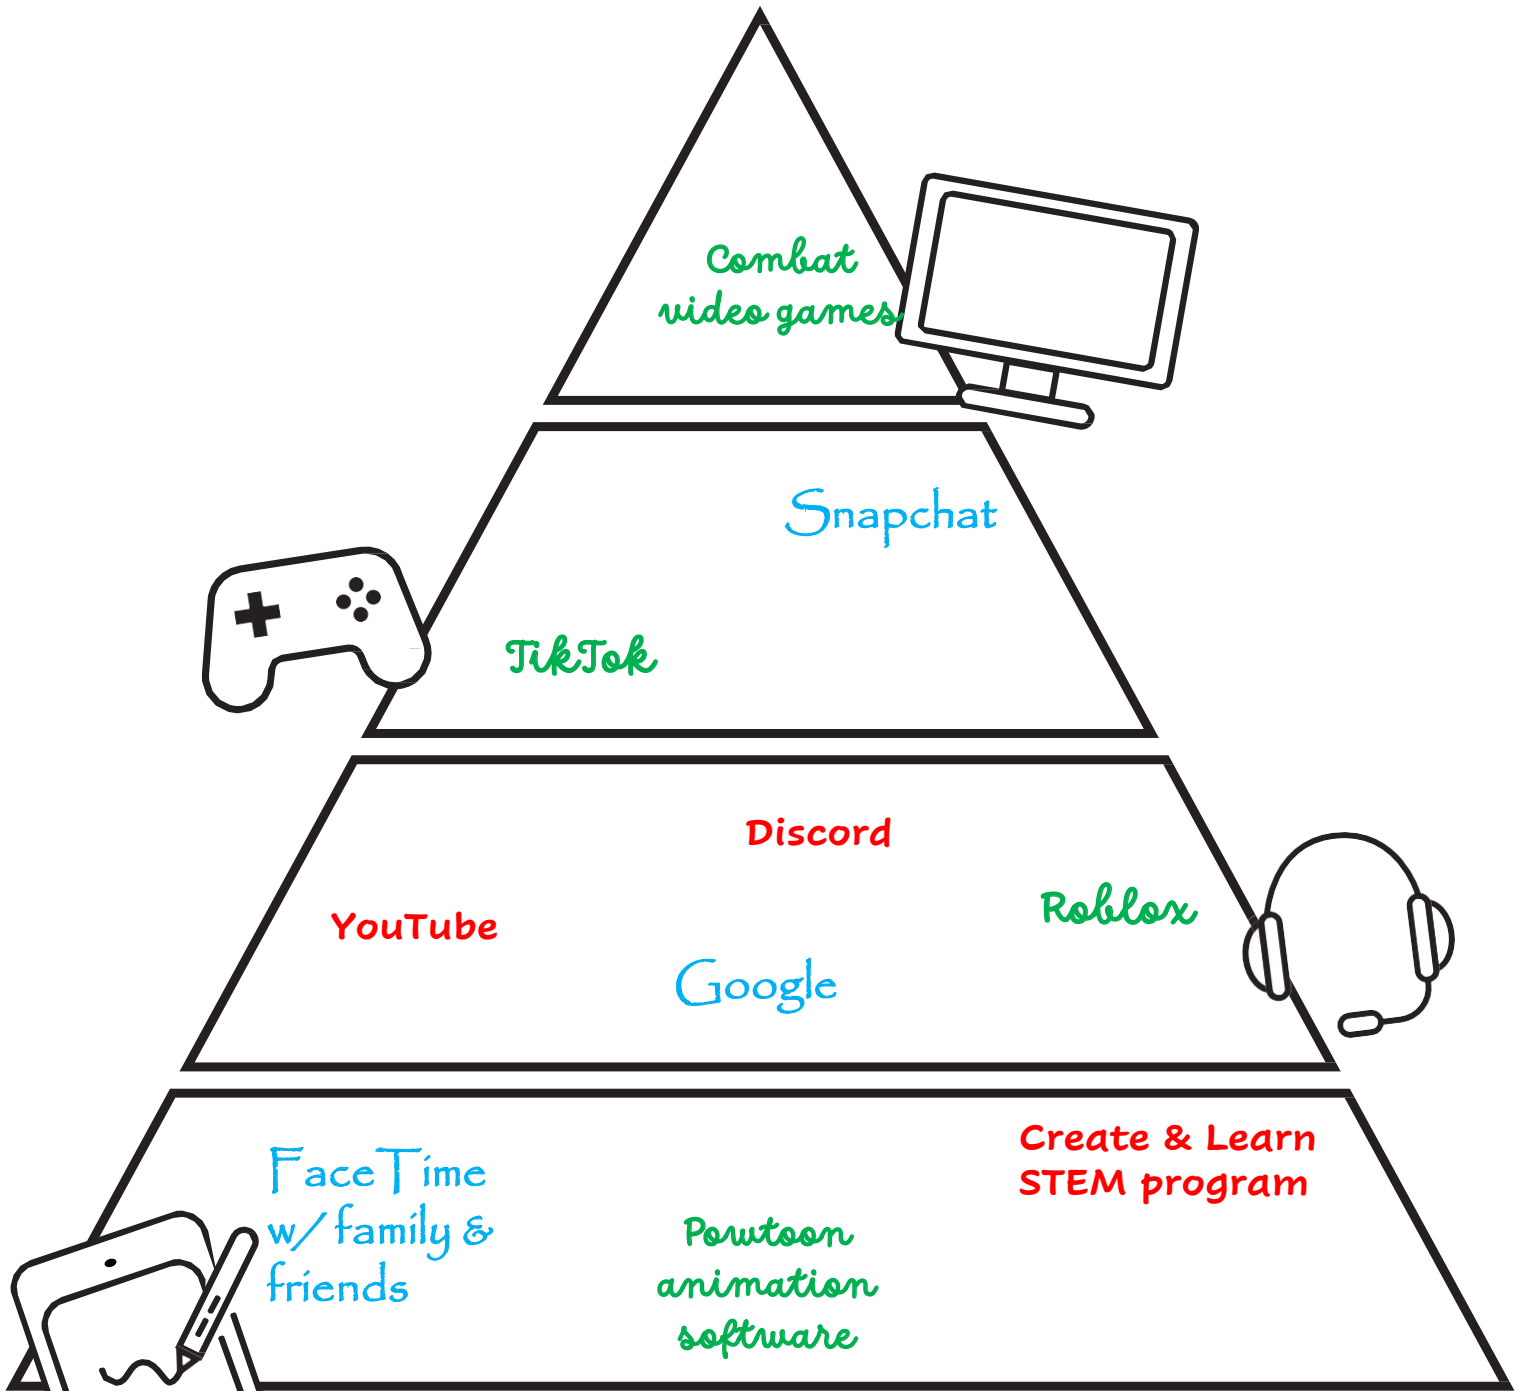 Combat
video games
Snapchat
TikTok
Discord
Roblox
YouTube
Google
Create & Learn
STEM program
FaceTime
w/ family &
friends
Powtoon
animation
software